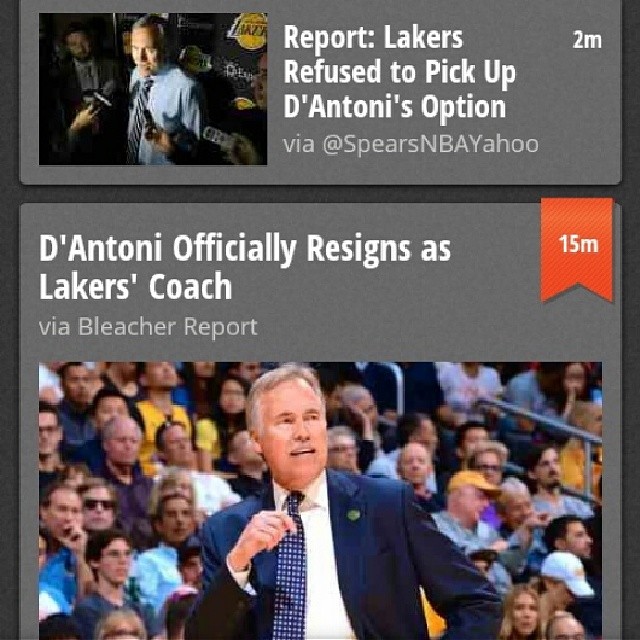 Report: Lakers
2m
Refused to Pick Up
D'Antoni's Option
via @SpearsNBAYahoo
D'Antoni Officially Resigns as
15m
Lakers' Coach
via Bleacher Report